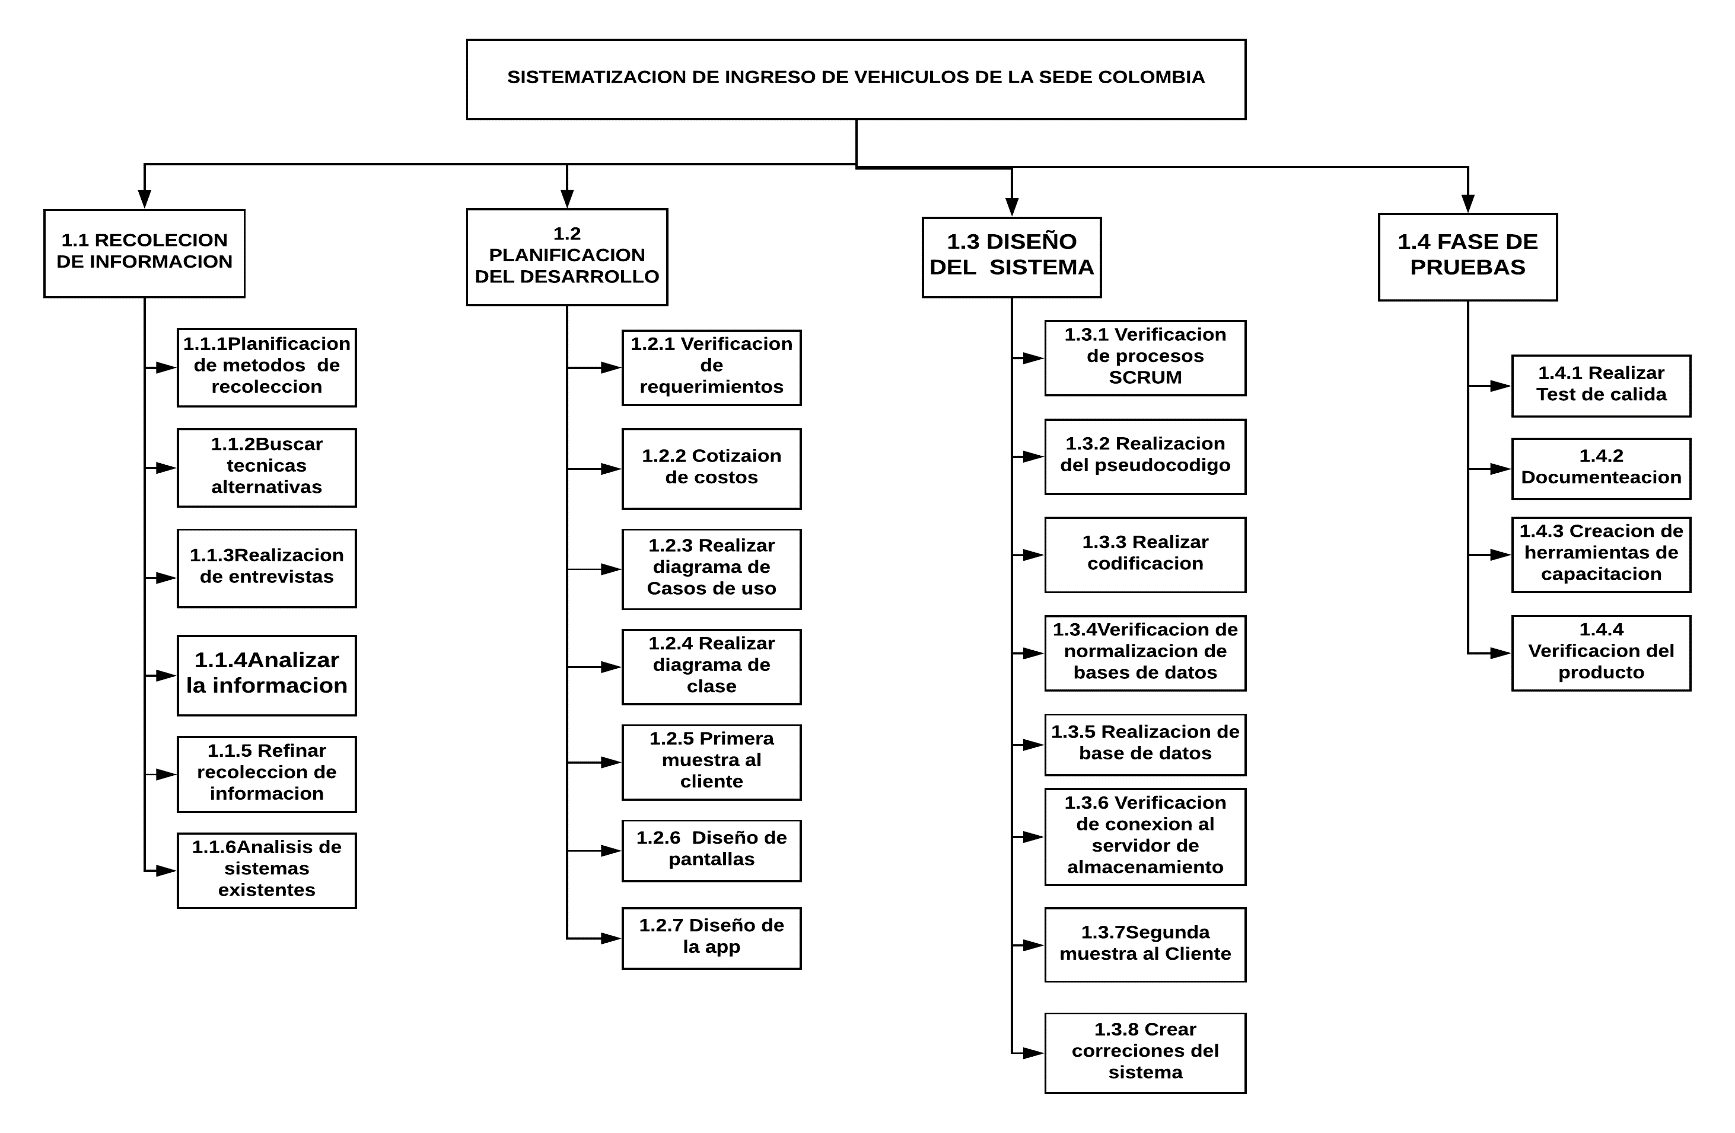 SISTEMATIZACION DE INGRESO DE VEHICULOS DE LA SEDE COLOMBIA
1.1 RECOLECION
DE INFORMACION
1.1.1Planificacion
de metodos de
recoleccion
1.1.2Buscar
tecnicas
alternativas
1.1.3Realizacion
de entrevistas
1.1.4Analizar
la informacion
1.1.5 Refinar
recoleccion de
informacion
1.1.6Analisis de
sistemas
existentes
1.2
PLANIFICACION
DEL DESARROLLO
1.2.1 Verificacion
de
requerimientos
1.2.2 Cotizaion
de costos
1.2.3 Realizar
diagrama de
Casos de uso
1.2.4 Realizar
diagrama de
clase
1.2.5 Primera
muestra al
cliente
1.2.6 Diseño de
pantallas
1.2.7 Diseño de
la app
1.3 DISEÑO
DEL SISTEMA
1.3.1 Verificacion
de procesos
SCRUM
1.3.2 Realizacion
del pseudocodigo
1.3.3 Realizar
codificacion
1.3.4Verificacion de
normalizacion de
bases de datos
1.3.5 Realizacion de
base de datos
1.3.6 Verificacion
de conexion al
servidor de
almacenamiento
1.3.7Segunda
muestra al Cliente
1.3.8 Crear
correciones del
sistema
1.4 FASE DE
PRUEBAS
1.4.1 Realizar
Test de calida
1.4.2
Documenteacion
1.4.3 Creacion de
herramientas de
capacitacion
1.4.4
Verificacion del
producto